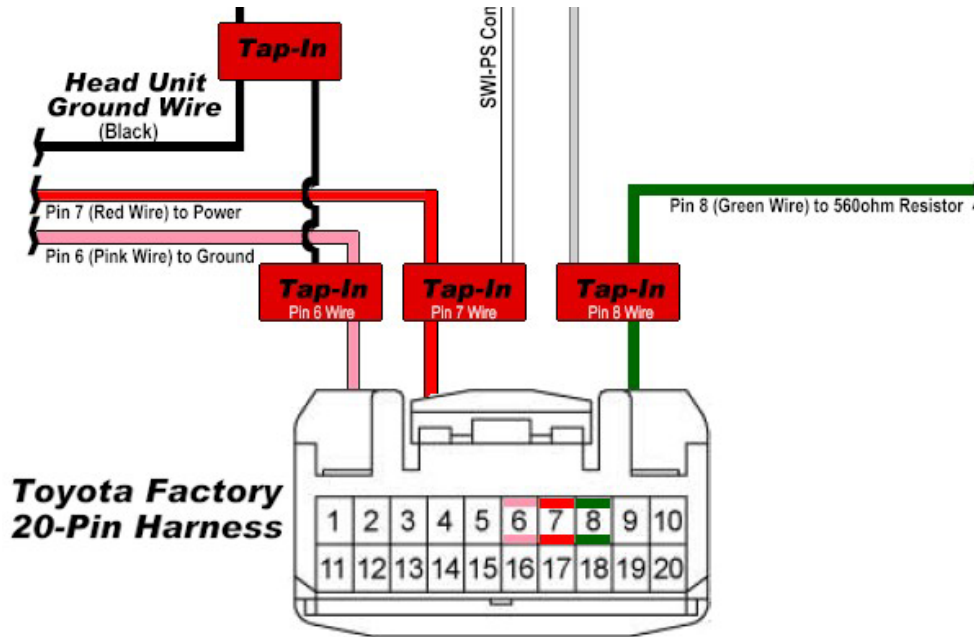 Tap-In
Head Unit
Ground Wire
(Black)
SWI-PS Con
Pin 7 (Red Wire) to Power
Pin 8 (Green Wire) to 560ohm Resistor
Pin 6 (Pink Wire) to Ground
Tap-In
Pin 6 Wire
Tap-In
Pin 7 Wire
Tap-In
Pin 8 Wire
Toyota Factory
20-Pin Harness
1 2 3 4 5 6 7 8 9 10
11 12 13 14 15 16 17 18 19 20